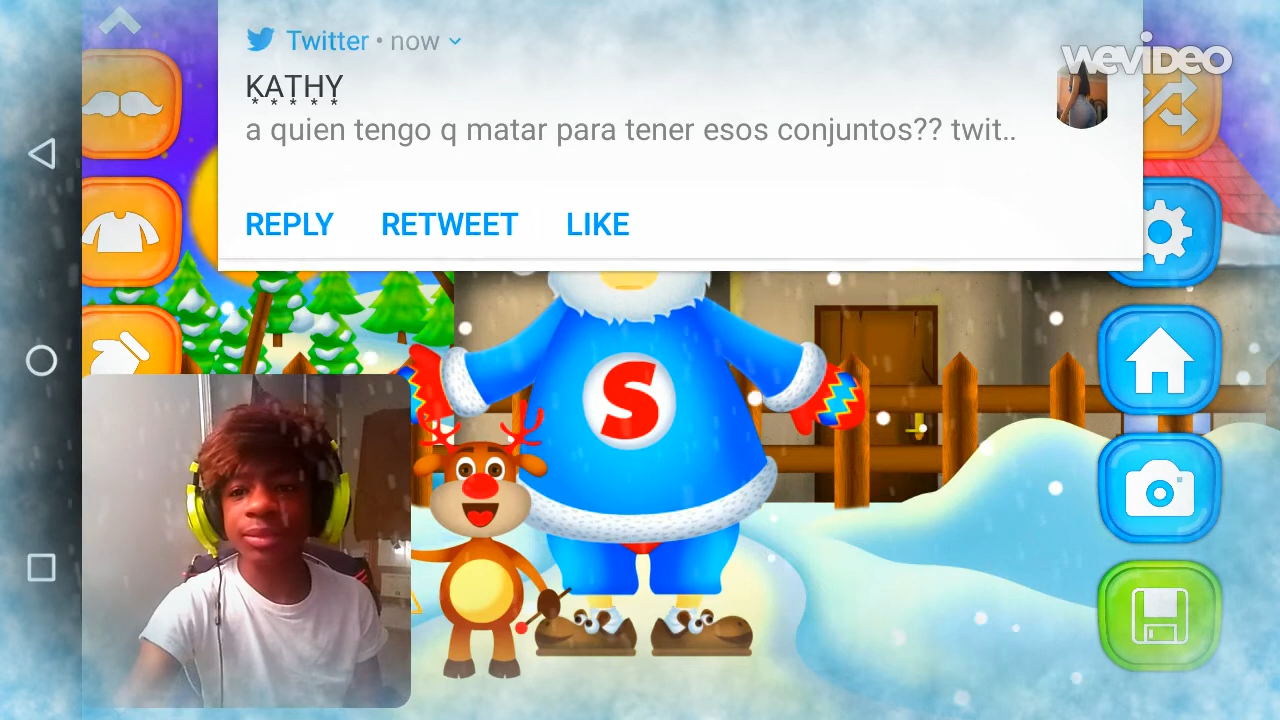 Twitter • now
WEVIDEO
KATHY
* * * * *
a quien tengo q matar para tener esos conjuntos?? twit..
REPLY RETWEET LIKE
S